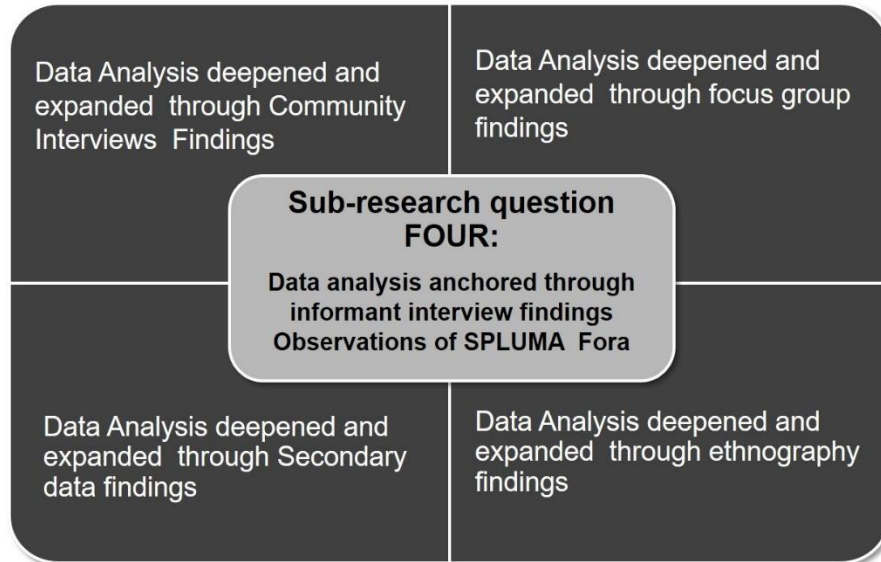 Data Analysis deepened and
expanded through Community
Interviews Findings
Data Analysis deepened and
expanded through focus group
findings
Sub-research question
FOUR:
Data analysis anchored through
informant interview findings
Observations of SPLUMA Fora
Data Analysis deepened and
expanded through Secondary
data findings
Data Analysis deepened and
expanded through ethnography
findings